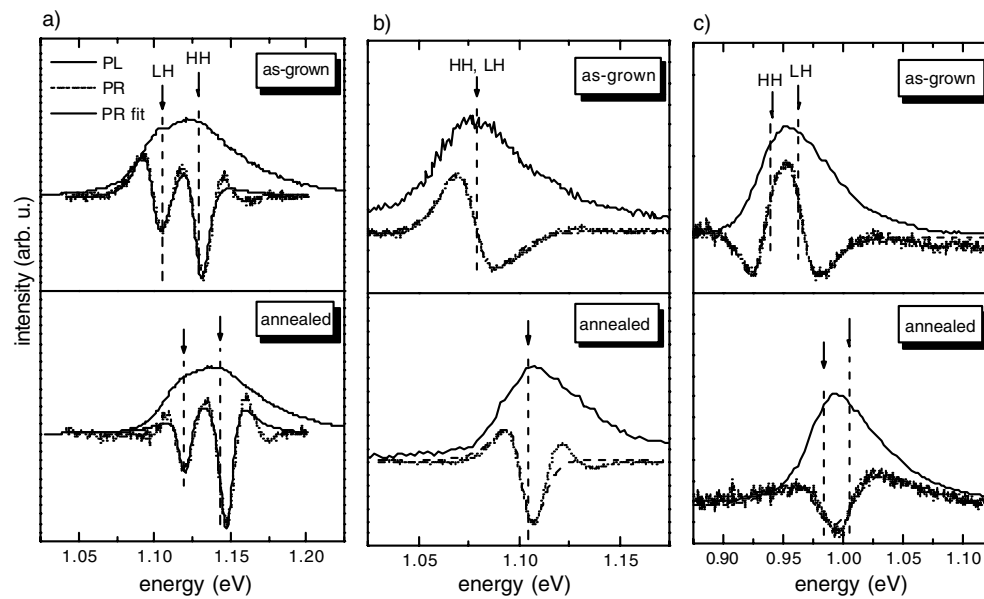 a)
PL
PR
PR fit
LH
HH
as-grown
annealed
1.05
1.10
1.15
1.20
energy (eV)
intensity (arb. u.)
b)
HH, LH
as-grown
annealed
1.05
1.10
1.15
energy (eV)
c)
HH
LH
as-grown
annealed
0.90
0.95
1.00
1.05
1.10
energy (eV)